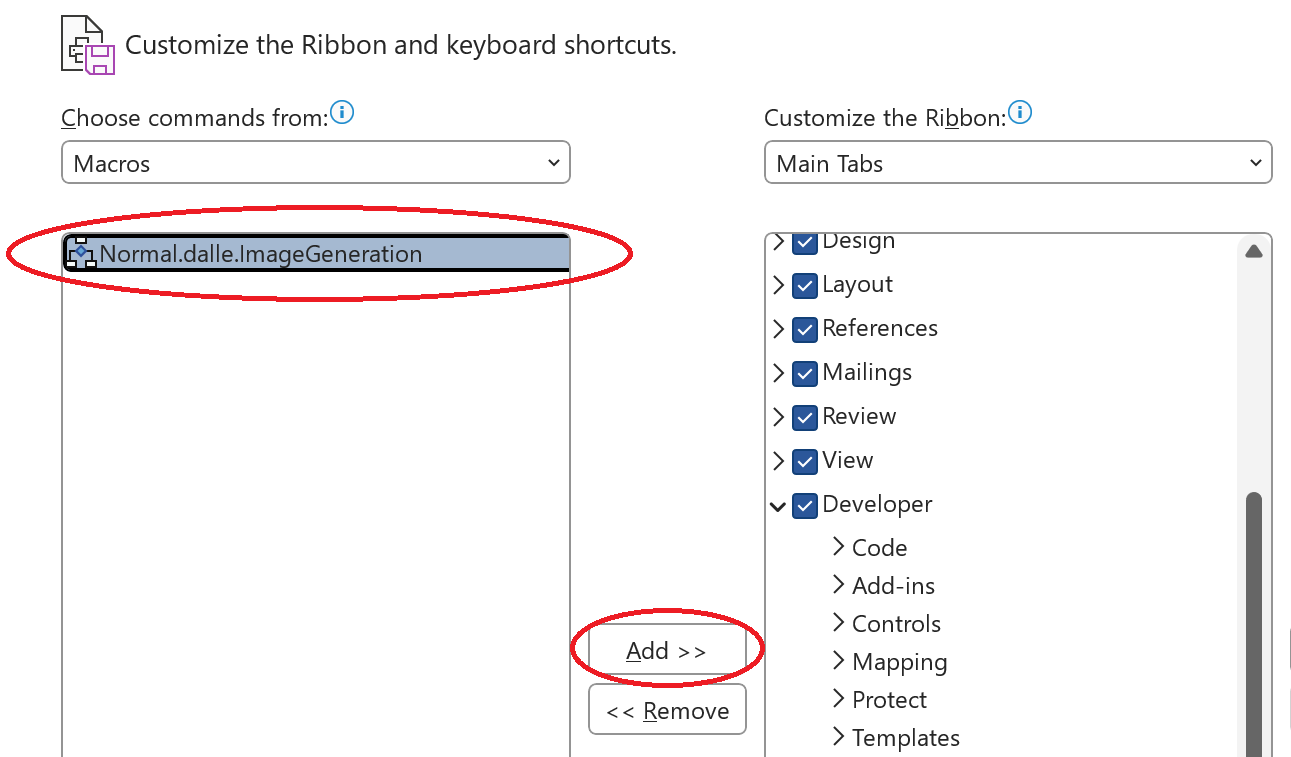 Customize the Ribbon and keyboard shortcuts.
Choose commands from:
Macros
Normal.dalle.ImageGeneration
Add >>
<< Remove
Customize the Ribbon:
Main Tabs
Design
Layout
References
Mailings
Review
View
Developer
Code
Add-ins
Controls
Mapping
Protect
Templates